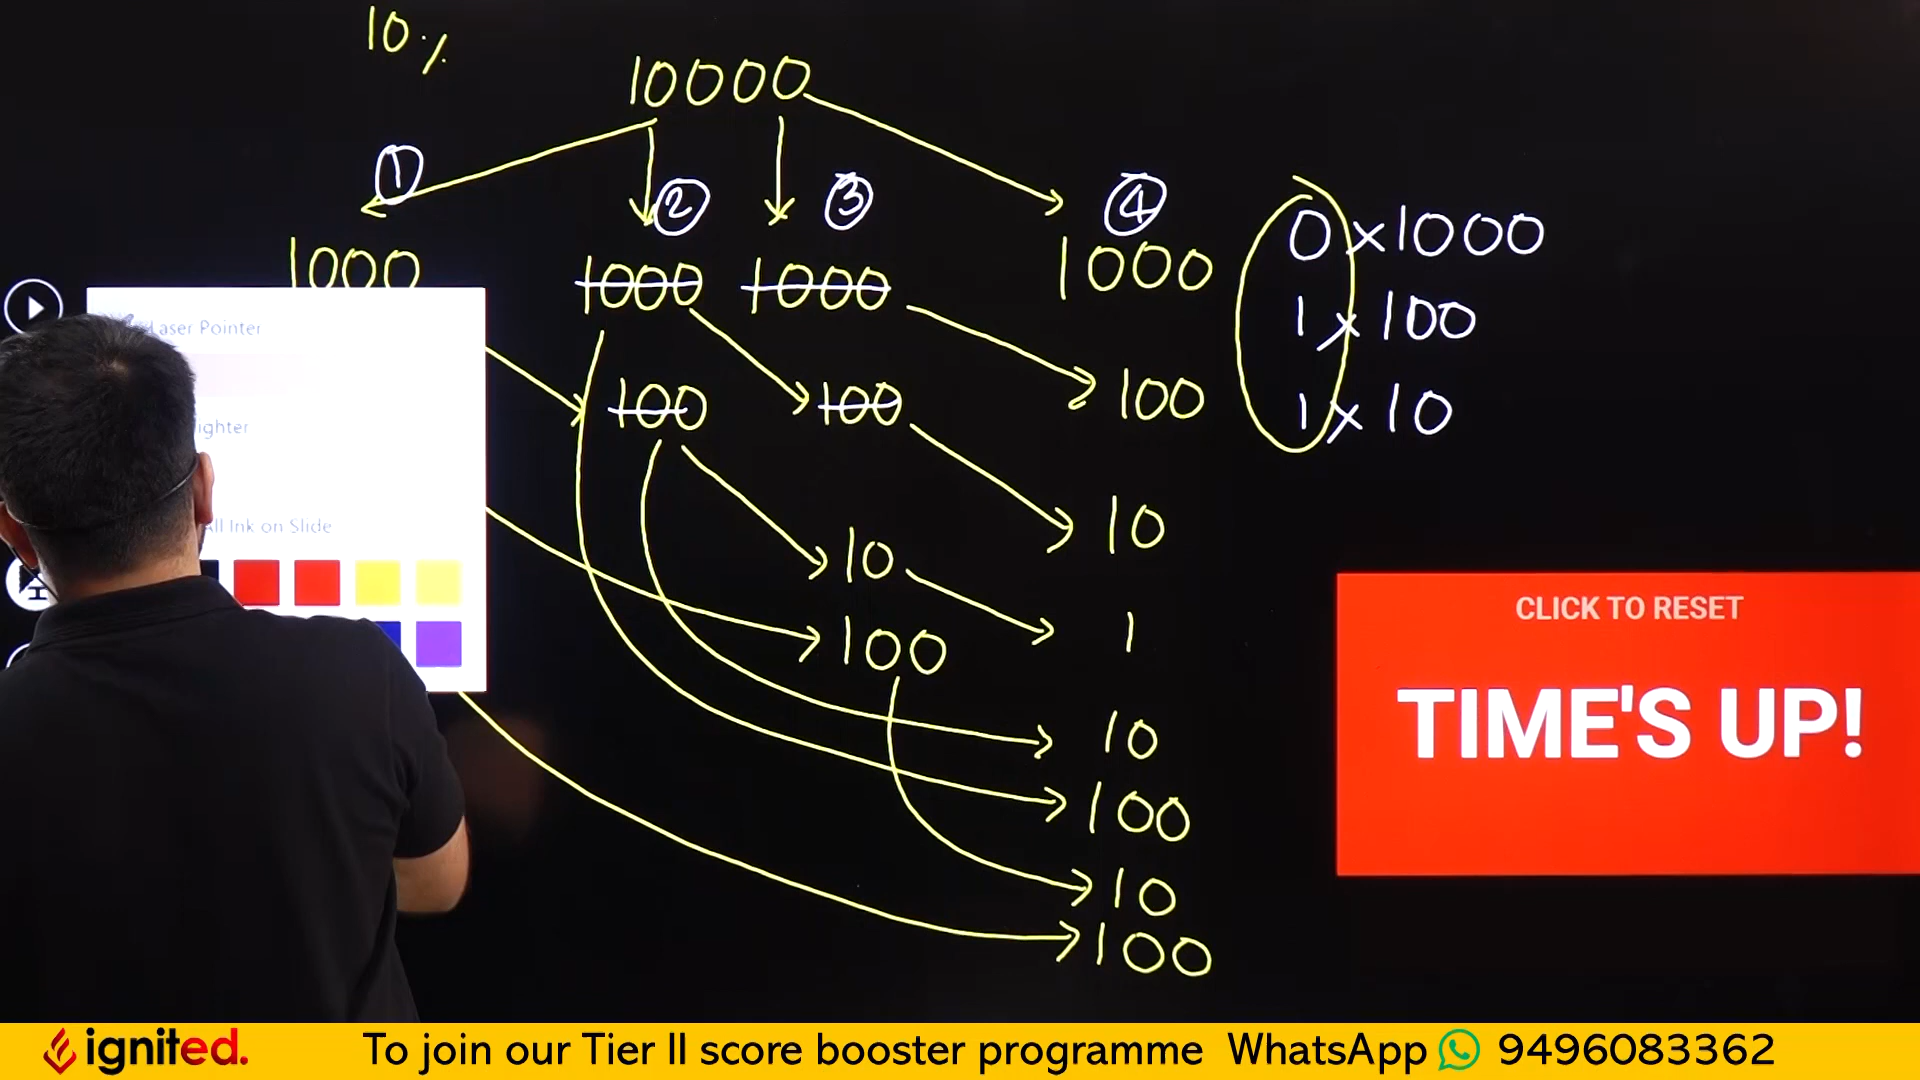 10%
10000
① ② ③ ④
1000 1000 1000 1000
0×1000
1×100
1×10
Laser Pointer
100 100 100
ighter
All Ink on Slide
10
10
1
100
10
100
10
100
CLICK TO RESET
TIME'S UP!
ignited. To join our Tier II score booster programme WhatsApp 9496083362